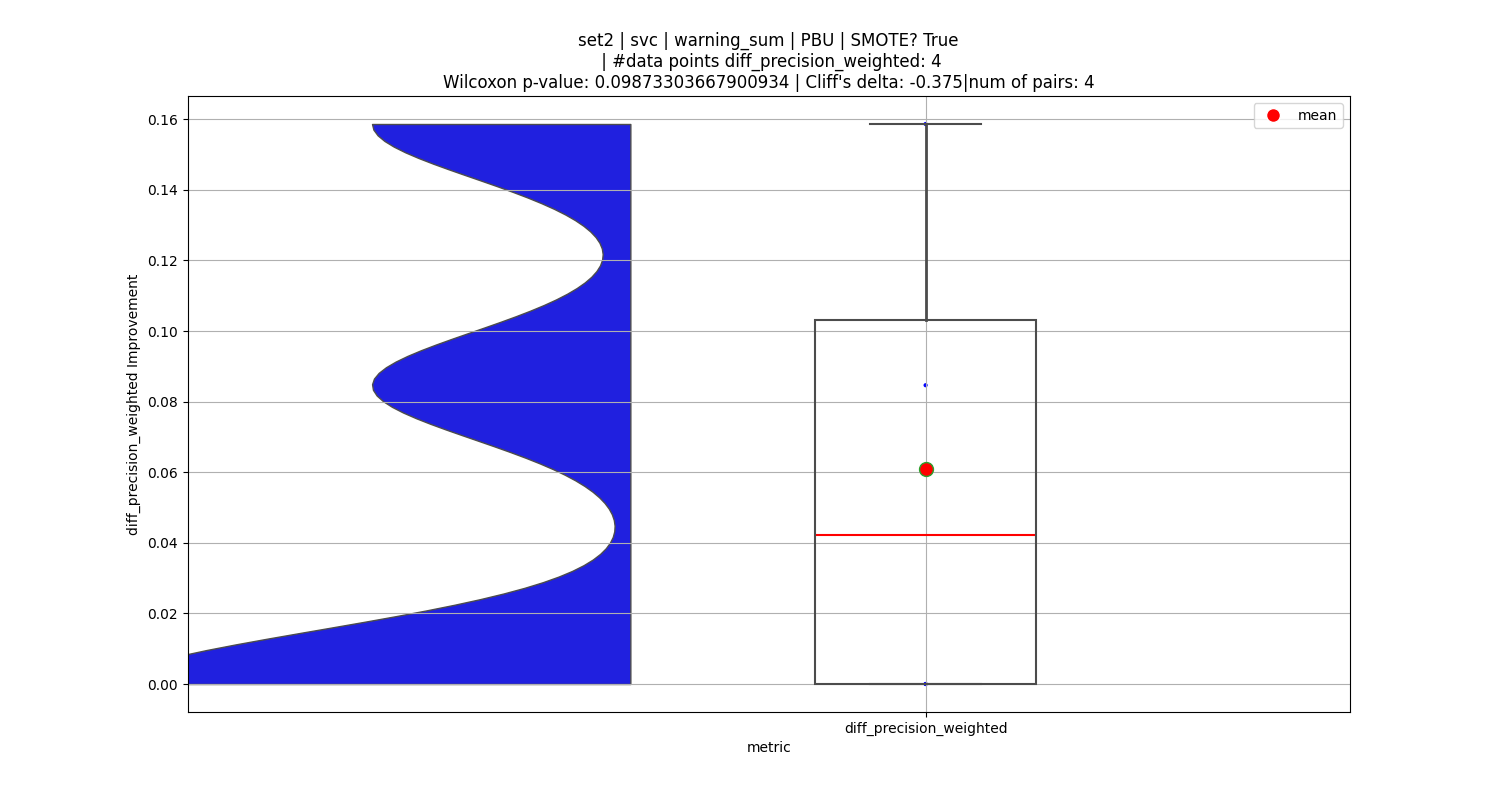 set2 | svc | warning_sum | PBU | SMOTE? True
| #data points diff_precision_weighted: 4
Wilcoxon p-value: 0.09873303667900934 | Cliff's delta: -0.375|num of pairs: 4
mean
0.16
0.14
0.12
0.10
0.08
0.06
0.04
0.02
0.00
diff_precision_weighted Improvement
diff_precision_weighted
metric